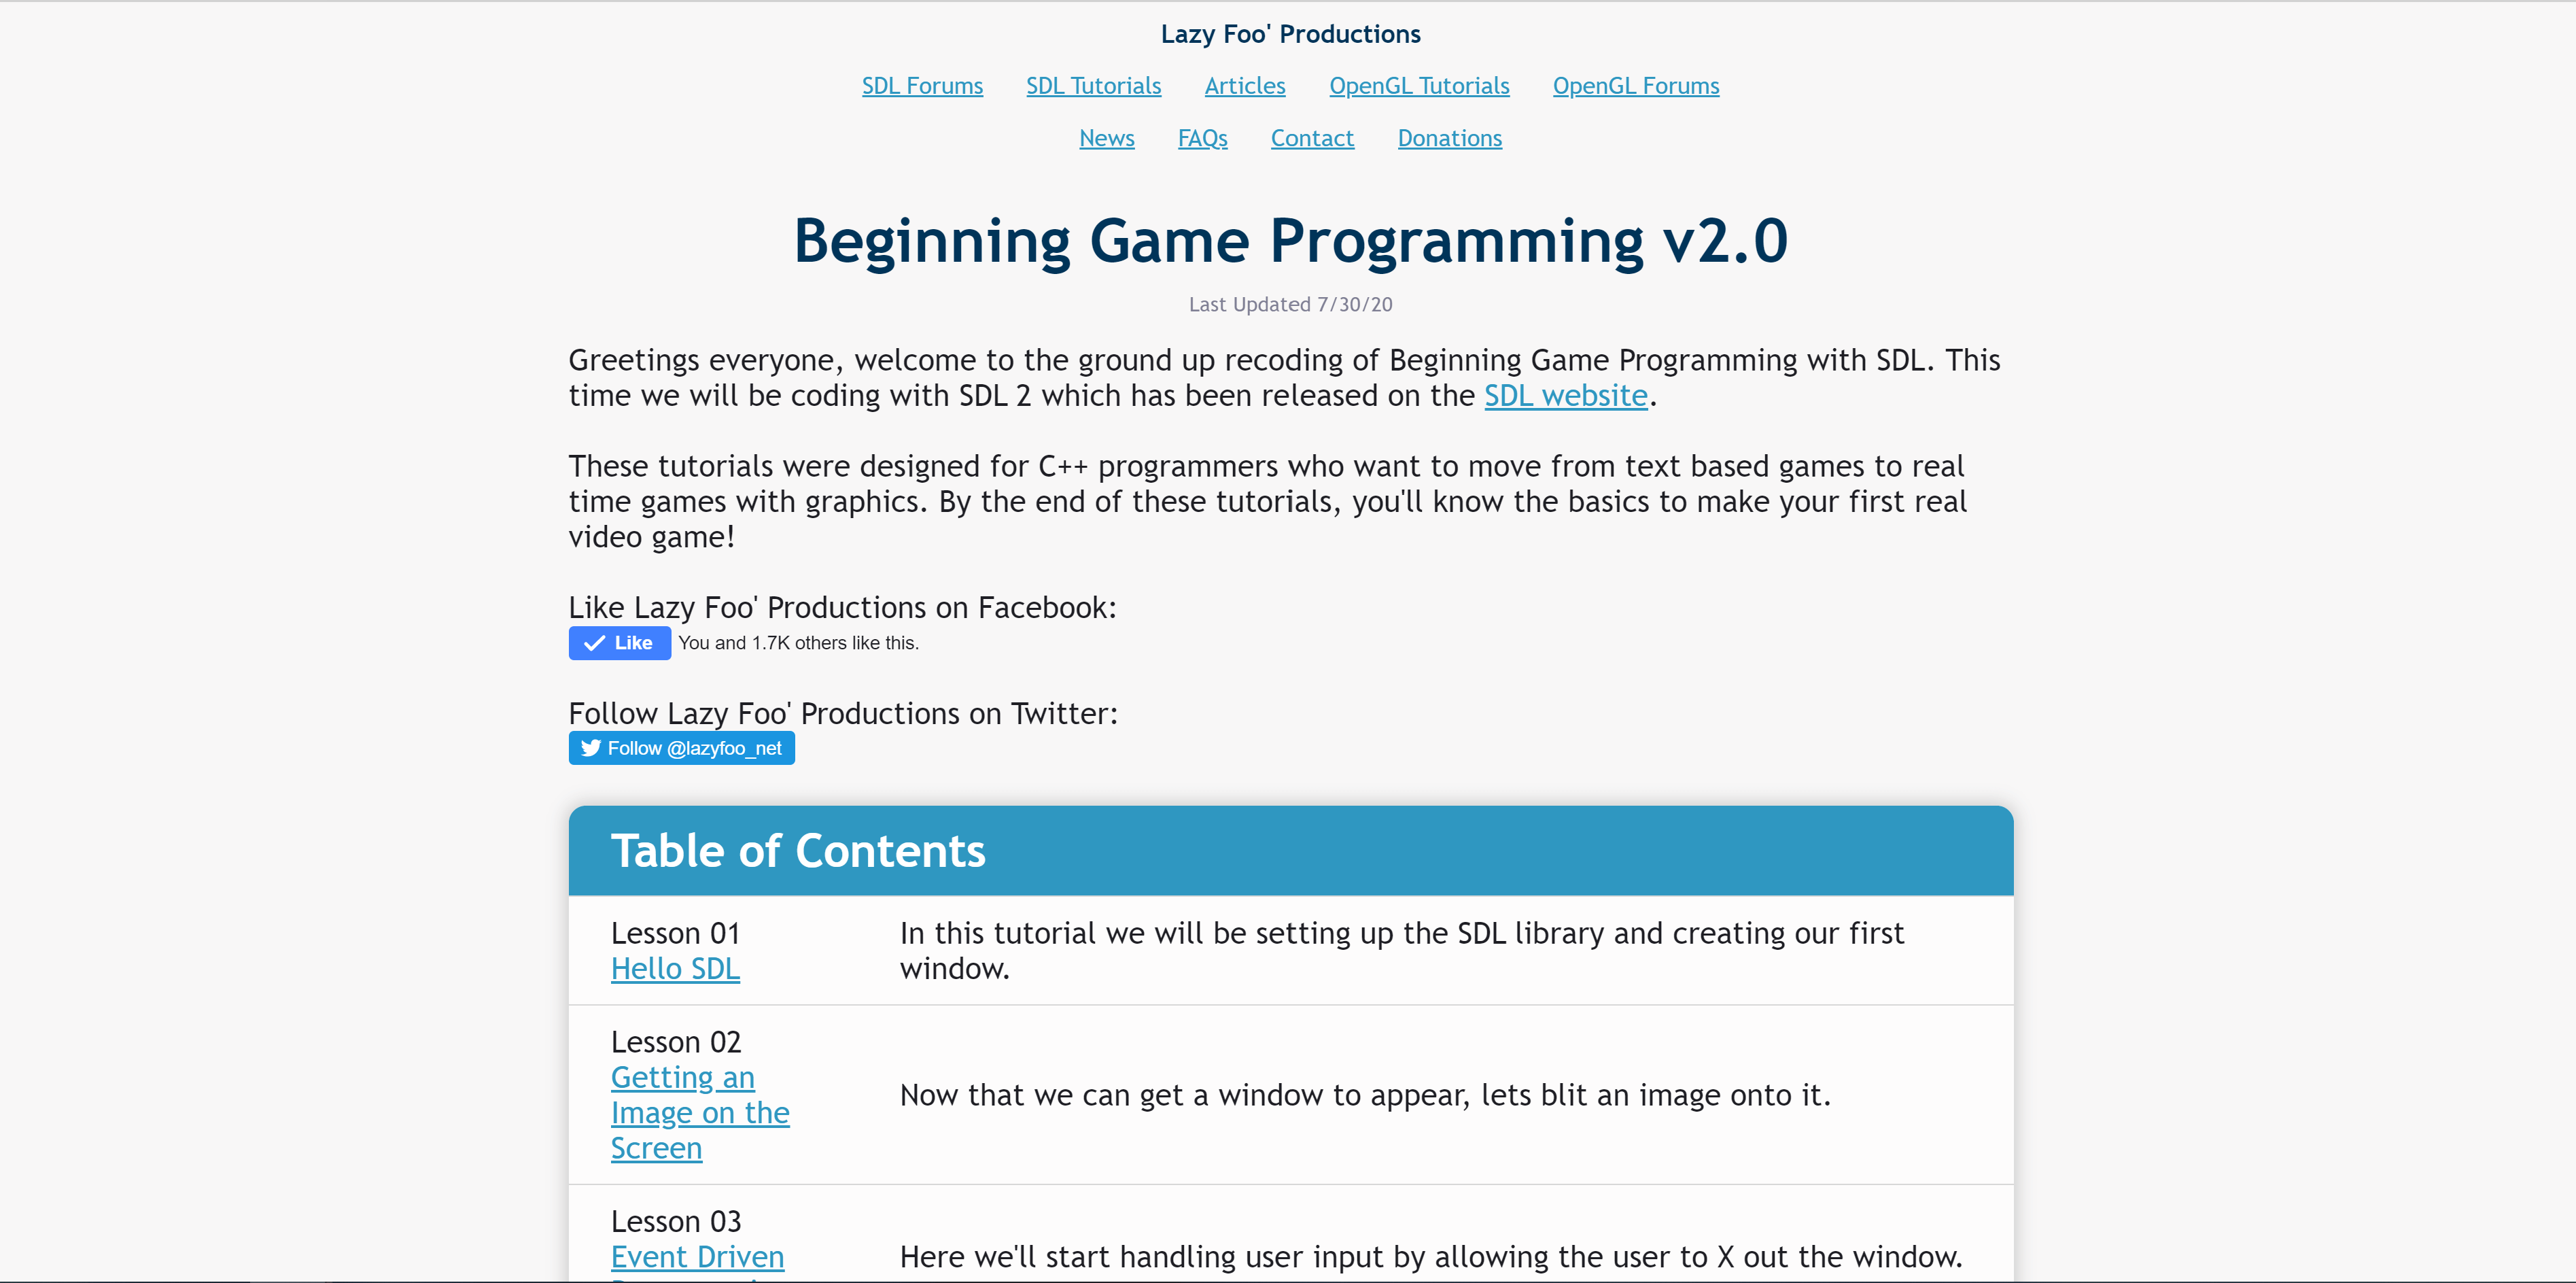 Lazy Foo' Productions
SDL Forums SDL Tutorials Articles OpenGL Tutorials OpenGL Forums
News FAQs Contact Donations
Beginning Game Programming v2.0
Last Updated 7/30/20
Greetings everyone, welcome to the ground up recoding of Beginning Game Programming with SDL. This
time we will be coding with SDL 2 which has been released on the SDL website.
These tutorials were designed for C++ programmers who want to move from text based games to real
time games with graphics. By the end of these tutorials, you'll know the basics to make your first real
video game!
Like Lazy Foo' Productions on Facebook:
Like You and 1.7K others like this.
Follow Lazy Foo' Productions on Twitter:
Follow @lazyfoo_net
Table of Contents
Lesson 01
Hello SDL
In this tutorial we will be setting up the SDL library and creating our first
window.
Lesson 02
Getting an
Image on the
Screen
Now that we can get a window to appear, lets blit an image onto it.
Lesson 03
Event Driven
Here we'll start handling user input by allowing the user to X out the window.